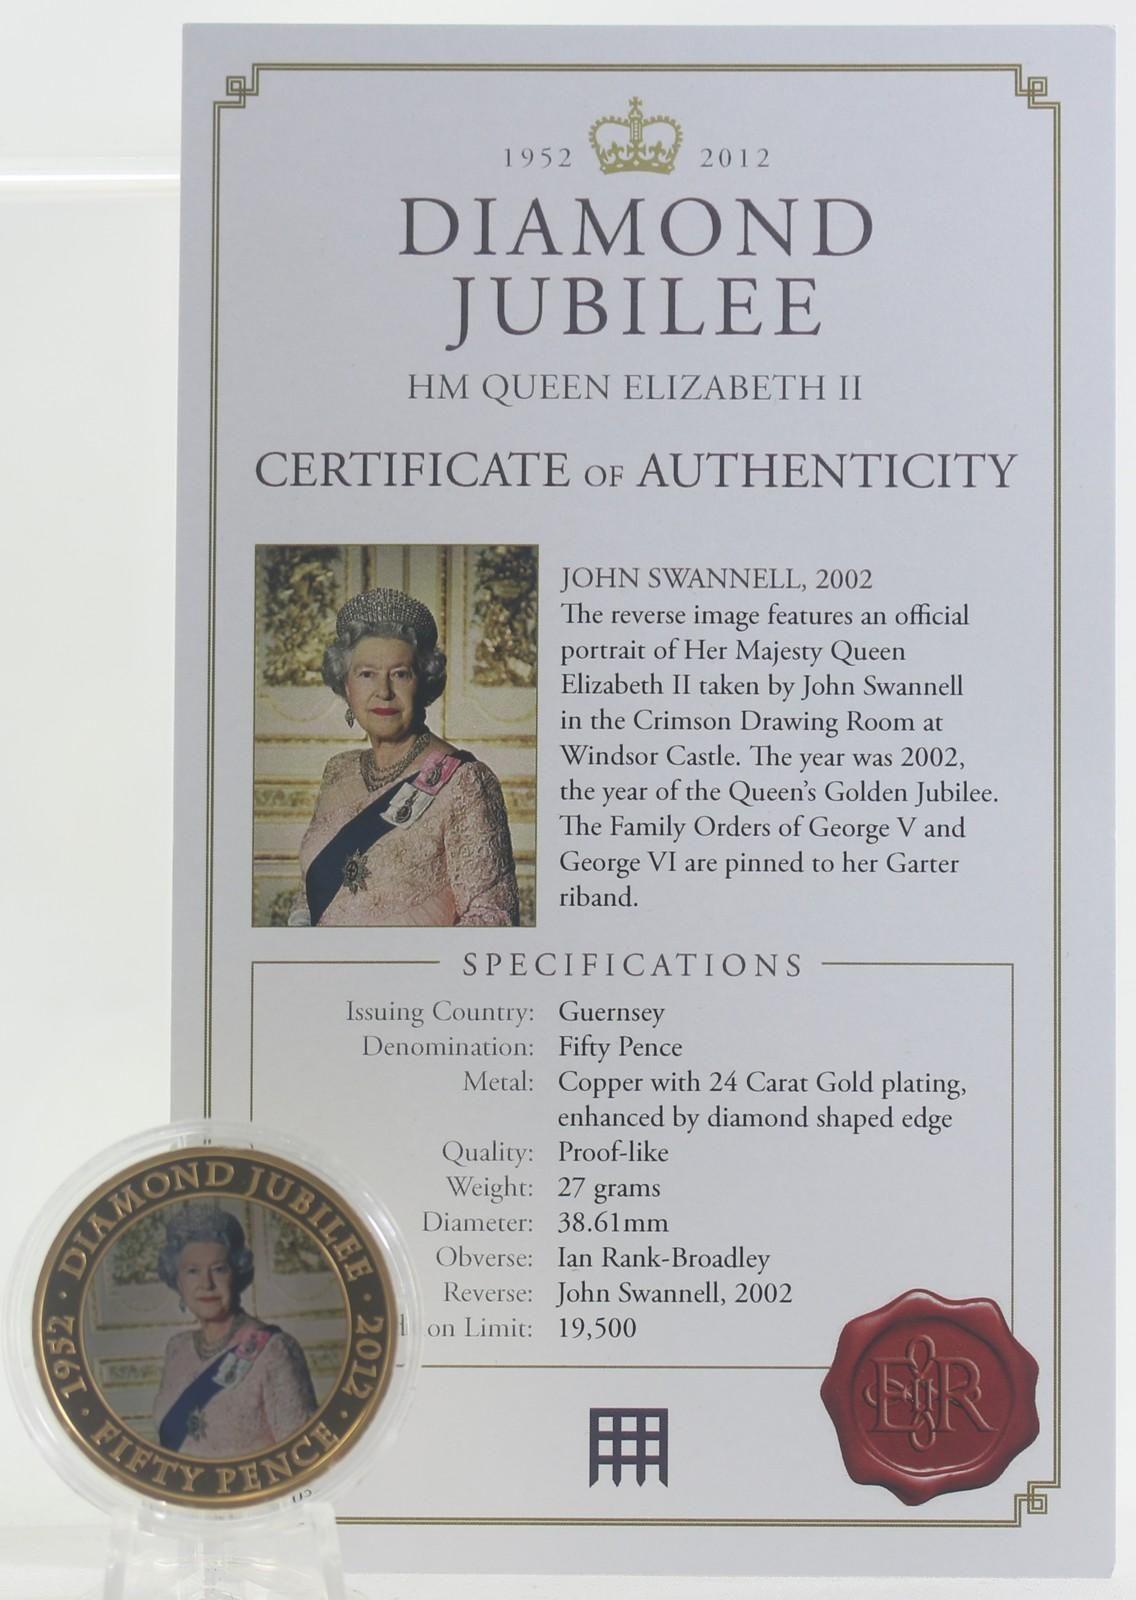 1952 2012
DIAMOND
JUBILEE
HM QUEEN ELIZABETH II
CERTIFICATE OF AUTHENTICITY
JOHN SWANNELL, 2002
The reverse image features an official
portrait of Her Majesty Queen
Elizabeth II taken by John Swannell
in the Crimson Drawing Room at
Windsor Castle. The year was 2002,
the year of the Queen's Golden Jubilee.
The Family Orders of George V and
George VI are pinned to her Garter
riband.
SPECIFICATIONS
Issuing Country: Guernsey
Denomination: Fifty Pence
Metal: Copper with 24 Carat Gold plating,
enhanced by diamond shaped edge
Quality: Proof-like
Weight: 27 grams
Diameter: 38.61mm
Obverse: Ian Rank-Broadley
Reverse: John Swannell, 2002
Limit: 19,500
EIIR
DIAMOND JUBILEE
1952 · 2012
FIFTY PENCE